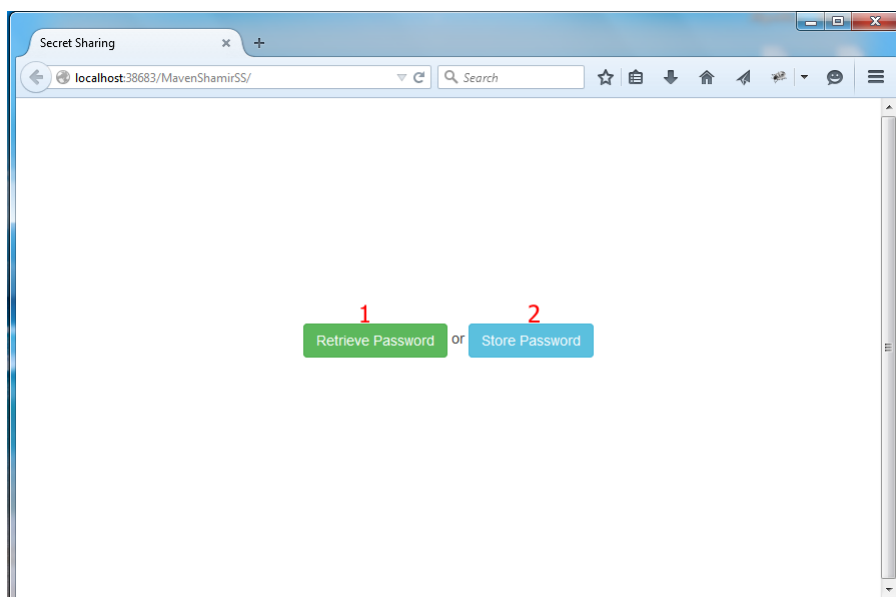 Secret Sharing
localhost:38683/MavenShamirSS/
Search
1
2
Retrieve Password or Store Password